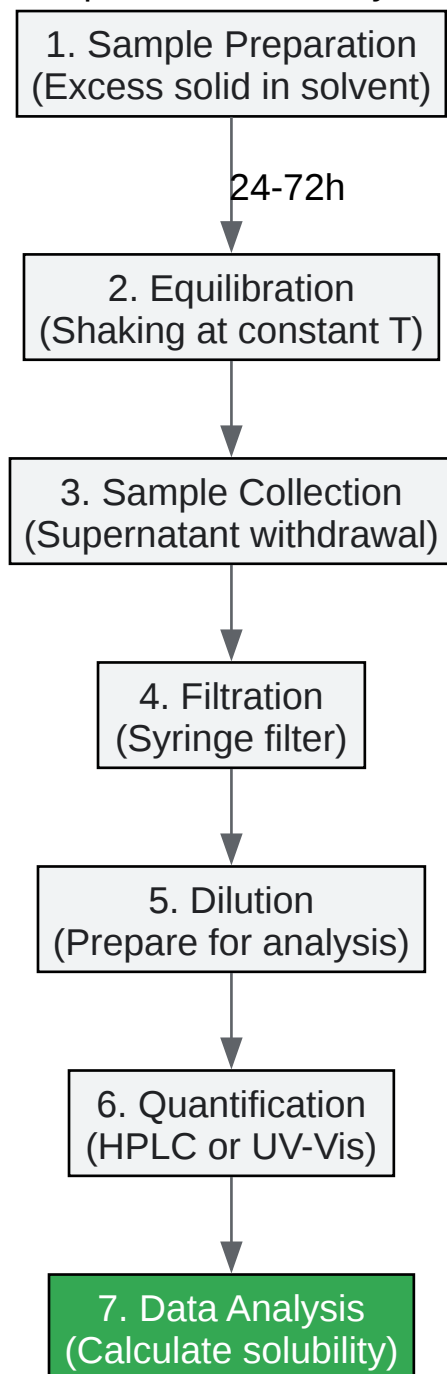 1. Sample Preparation
(Excess solid in solvent)
24-72h
2. Equilibration
(Shaking at constant T)
3. Sample Collection
(Supernatant withdrawal)
4. Filtration
(Syringe filter)
5. Dilution
(Prepare for analysis)
6. Quantification
(HPLC or UV-Vis)
7. Data Analysis
(Calculate solubility)